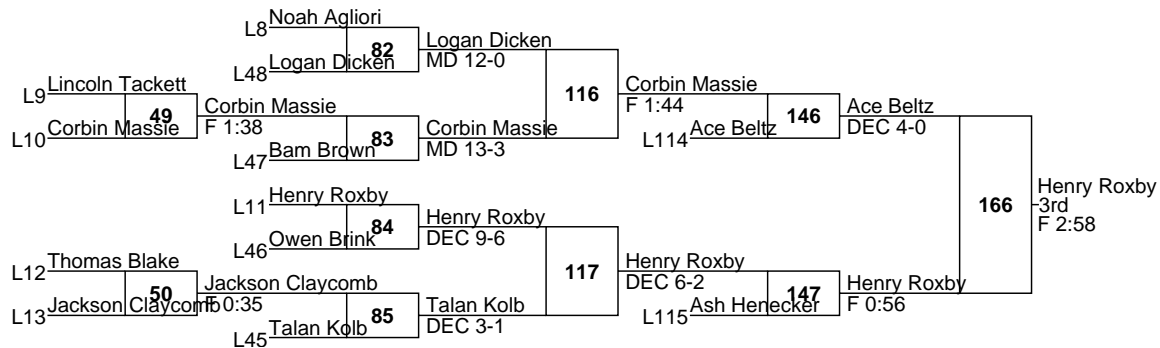 L8 Noah Agliori
82
L48 Logan Dicken
Logan Dicken
MD 12-0
L9 Lincoln Tackett
49
L10 Corbin Massie
Corbin Massie
F 1:38
83
L47 Bam Brown
Corbin Massie
MD 13-3
116
Corbin Massie
F 1:44
146
L114 Ace Beltz
Ace Beltz
DEC 4-0
L11 Henry Roxby
84
L46 Owen Brink
Henry Roxby
DEC 9-6
L12 Thomas Blake
50
L13 Jackson Claycomb
Jackson Claycomb
F 0:35
85
L45 Talan Kolb
Talan Kolb
DEC 3-1
117
Henry Roxby
DEC 6-2
147
L115 Ash Henecker
Henry Roxby
F 0:56
166
Henry Roxby
3rd
F 2:58